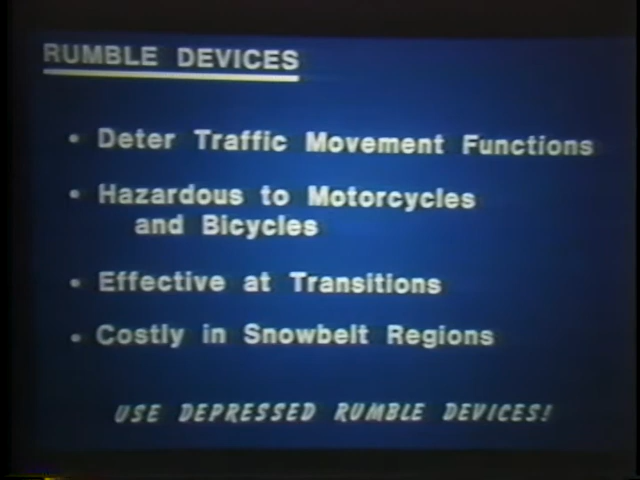 RUMBLE DEVICES
• Deter Traffic Movement Functions
• Hazardous to Motorcycles
and Bicycles
• Effective at Transitions
• Costly in Snowbelt Regions
USE DEPRESSED RUMBLE DEVICES!